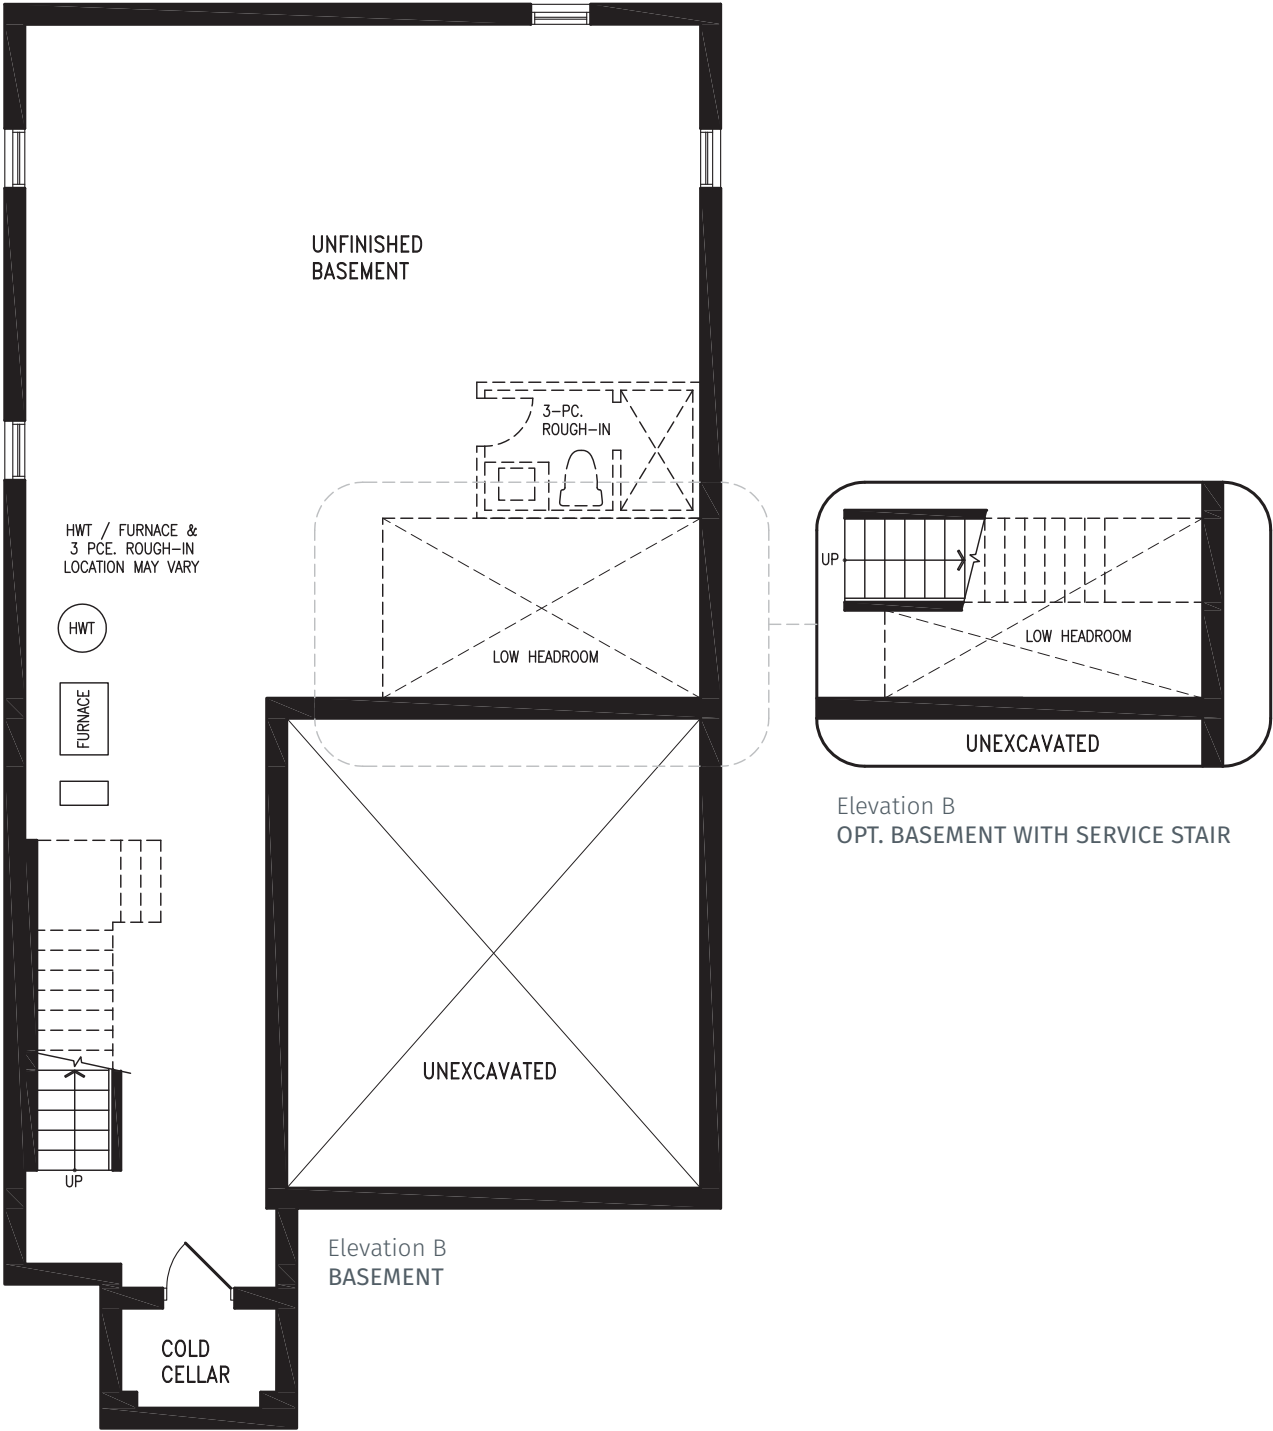 UNFINISHED
BASEMENT
3-PC.
ROUGH-IN
HWT / FURNACE &
3 PCE. ROUGH-IN
LOCATION MAY VARY
HWT
FURNACE
LOW HEADROOM
UP
LOW HEADROOM
UNEXCAVATED
Elevation B
OPT. BASEMENT WITH SERVICE STAIR
UNEXCAVATED
UP
Elevation B
BASEMENT
COLD
CELLAR